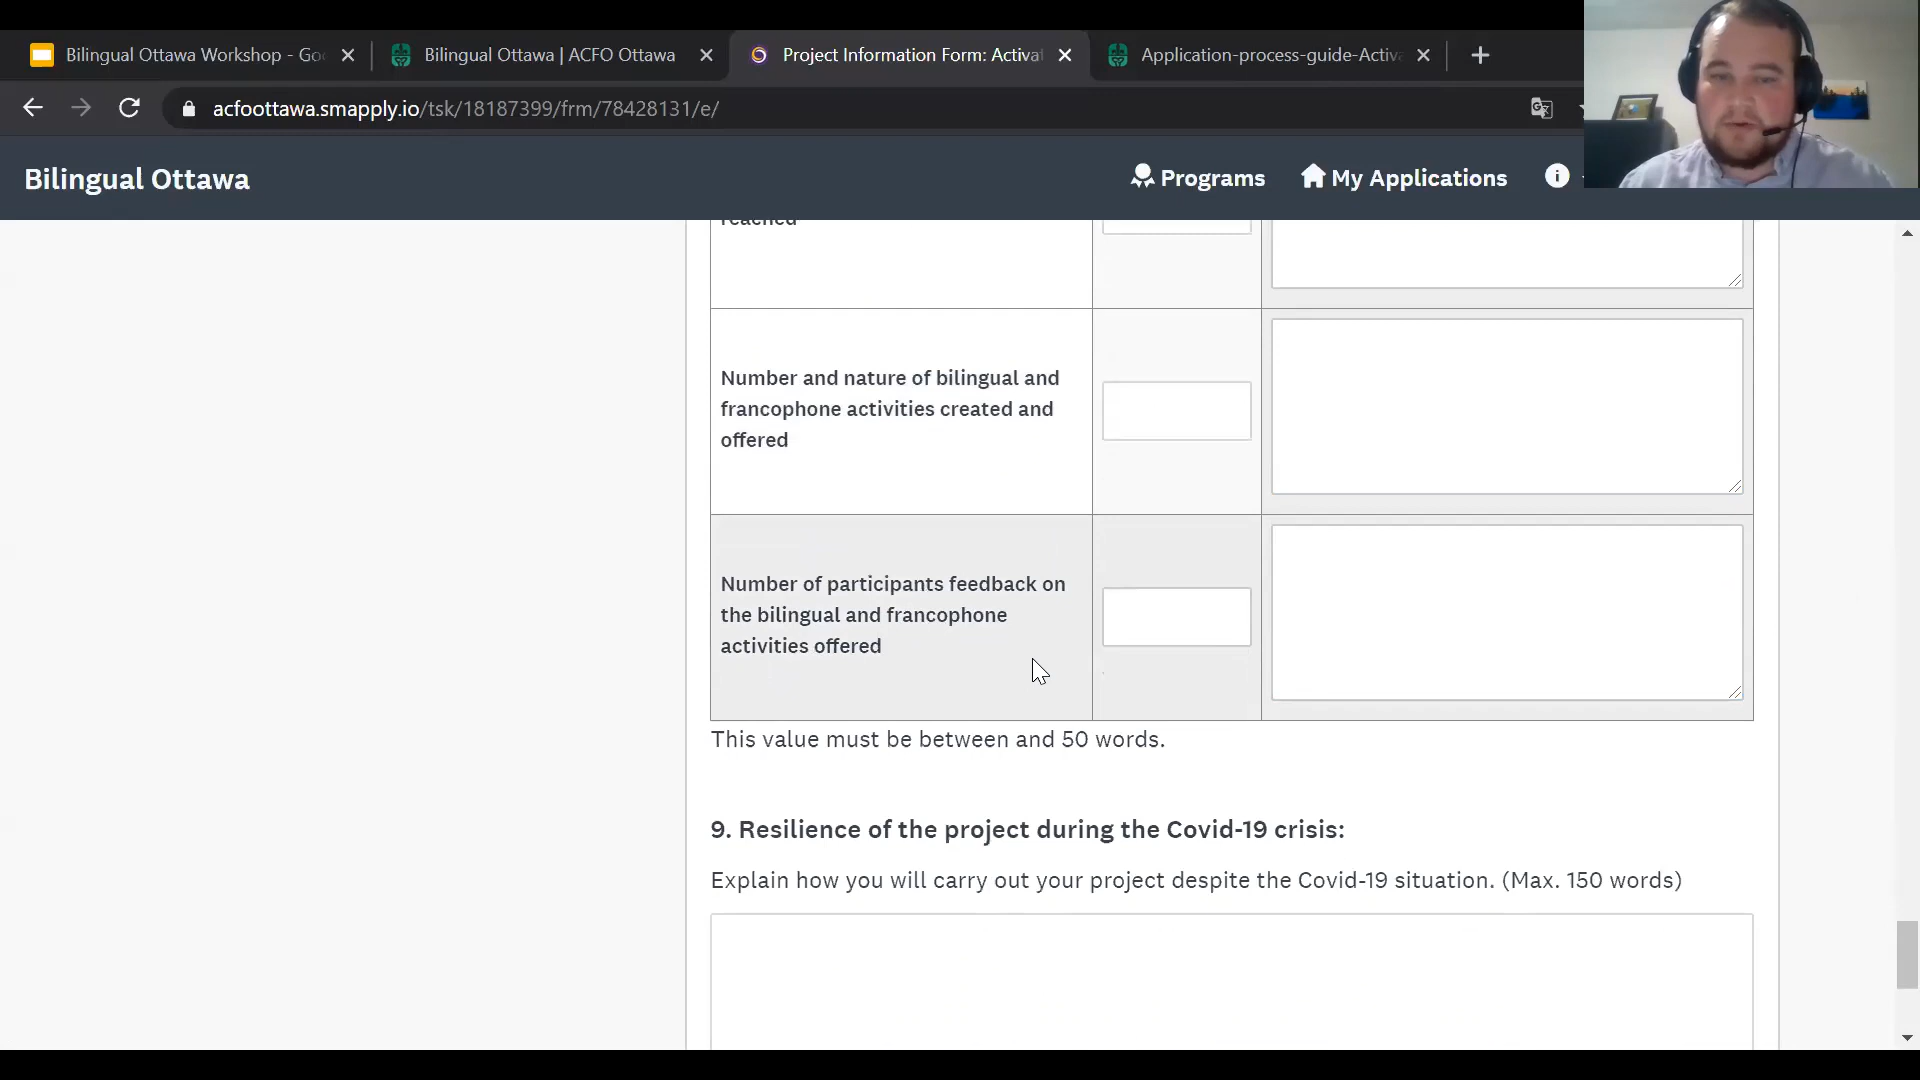 Bilingual Ottawa Workshop - Goo
Bilingual Ottawa | ACFO Ottawa
Project Information Form: Activat
Application-process-guide-Activa
acfoottawa.smapply.io/tsk/18187399/frm/78428131/e/
Bilingual Ottawa
Programs
My Applications
reached
Number and nature of bilingual and
francophone activities created and
offered
Number of participants feedback on
the bilingual and francophone
activities offered
This value must be between and 50 words.
9. Resilience of the project during the Covid-19 crisis:
Explain how you will carry out your project despite the Covid-19 situation. (Max. 150 words)